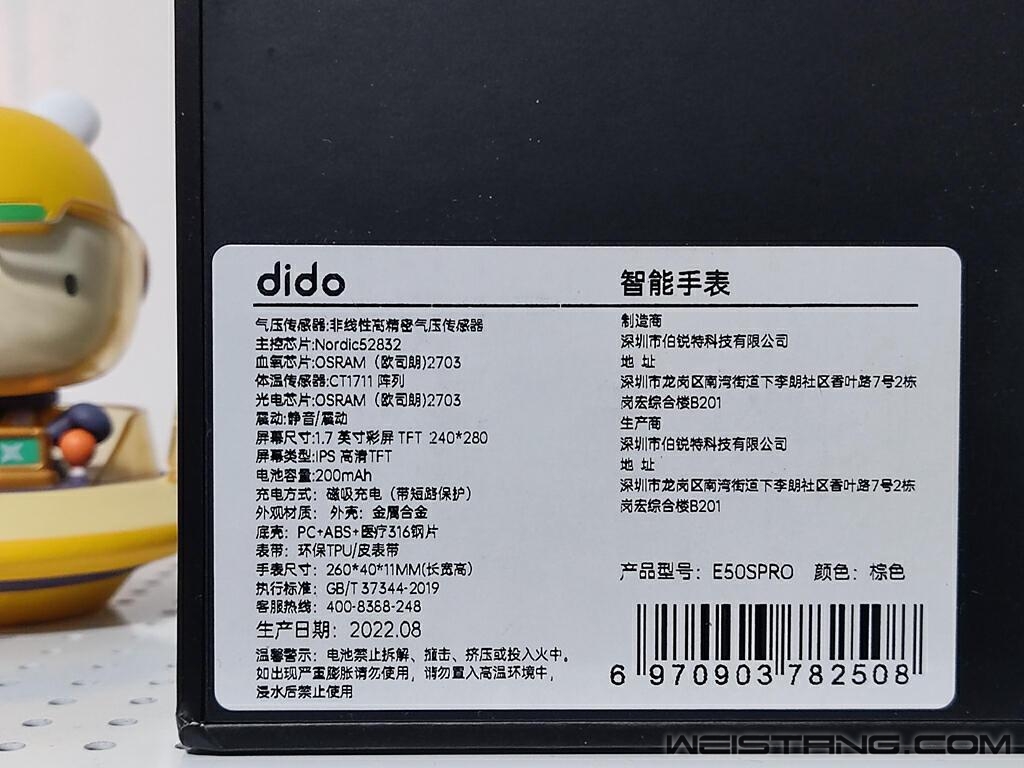 dido
智能手表
气压传感器:非线性高精密气压传感器
主控芯片:Nordic52832
血氧芯片:OSRAM（欧司朗)2703
体温传感器:CT1711 阵列
光电芯片:OSRAM（欧司朗)2703
震动:静音/震动
屏幕尺寸:1.7 英寸彩屏 TFT 240*280
屏幕类型:IPS 高清TFT
电池容量:200mAh
充电方式：磁吸充电（带短路保护）
外观材质：外壳：金属合金
底壳：PC+ABS+医疗316钢片
表带：环保TPU/皮表带
手表尺寸：260*40*11MM(长宽高）
执行标准：GB/T 37344-2019
客服热线：400-8368-248
生产日期：2022.08
温馨警示：电池禁止拆解、撞击、挤压或投入火中。
如出现严重膨胀请勿使用，请勿置入高温环境中，
浸水后禁止使用
制造商
深圳市伯锐特科技有限公司
地 址
深圳市龙岗区南湾街道下李朗社区香叶路7号2栋
岗宏综合楼B201
生产商
深圳市伯锐特科技有限公司
地 址
深圳市龙岗区南湾街道下李朗社区香叶路7号2栋
岗宏综合楼B201
产品型号：E50SPRO 颜色：棕色
6 970903 782508
WEISTANG.COM